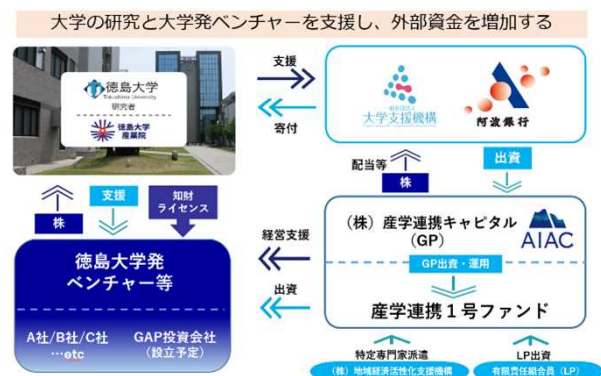 大学の研究と大学発ベンチャーを支援し、外部資金を増加する
徳島大学
Tokushima University
研究者
徳島大学
産業院
支援
寄付
一般社団法人
大学支援機構
阿波銀行
株
支援
知財
ライセンス
配当等
株
出資
徳島大学発
ベンチャー等
A社/B社/C社
…etc
GAP投資会社
(設立予定)
経営支援
出資
(株)産学連携キャピタル
(GP)
AIAC
GP出資・運用
産学連携1号ファンド
特定専門家派遣
(株)地域経済活性化支援機構
LP出資
有限責任組合員(LP)